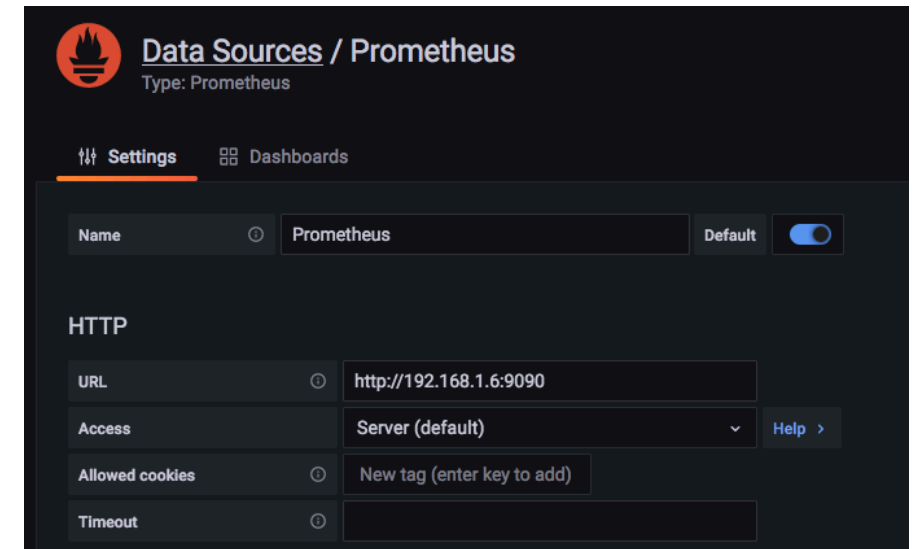 Data Sources / Prometheus
Type: Prometheus
Settings Dashboards
Name Prometheus Default
HTTP
URL http://192.168.1.6:9090
Access Server (default) Help >
Allowed cookies New tag (enter key to add)
Timeout